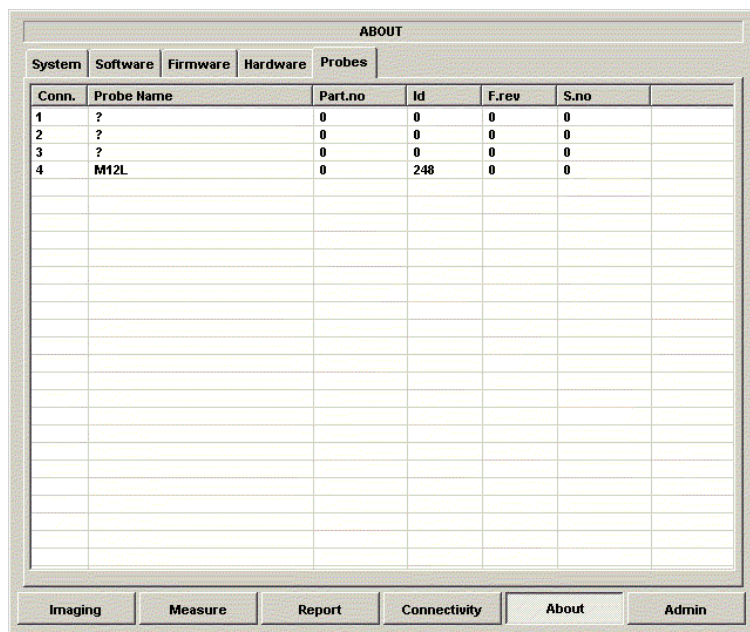 ABOUT
System Software Firmware Hardware Probes
Conn. Probe Name Part.no Id F.rev S.no
1 ? 0 0 0 0
2 ? 0 0 0 0
3 ? 0 0 0 0
4 M12L 0 248 0 0
Imaging Measure Report Connectivity About Admin